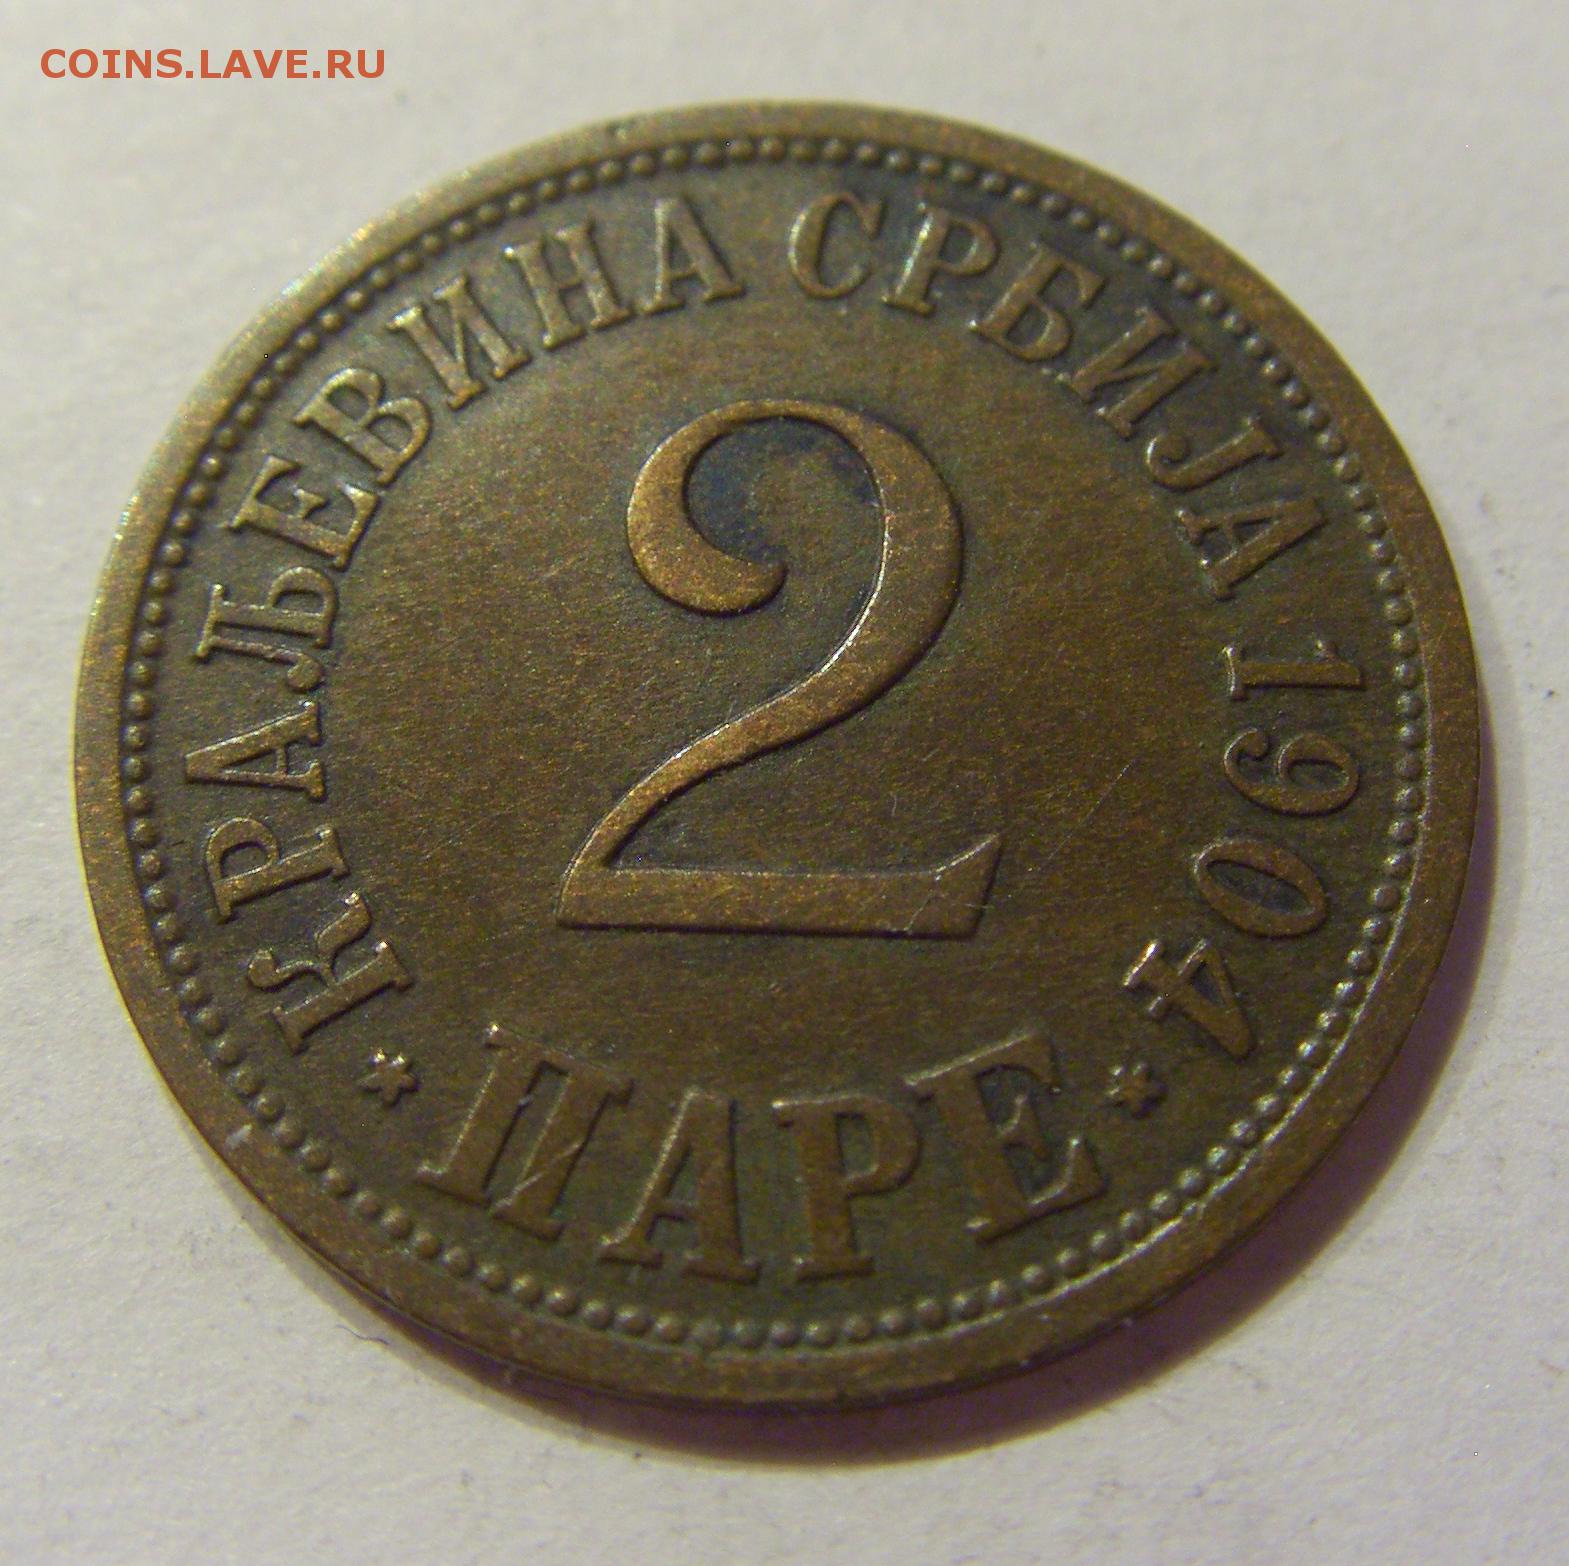 COINS.LAVE.RU
КРАЉЕВИНА СРБИЈА 1904
2
ПАРЕ